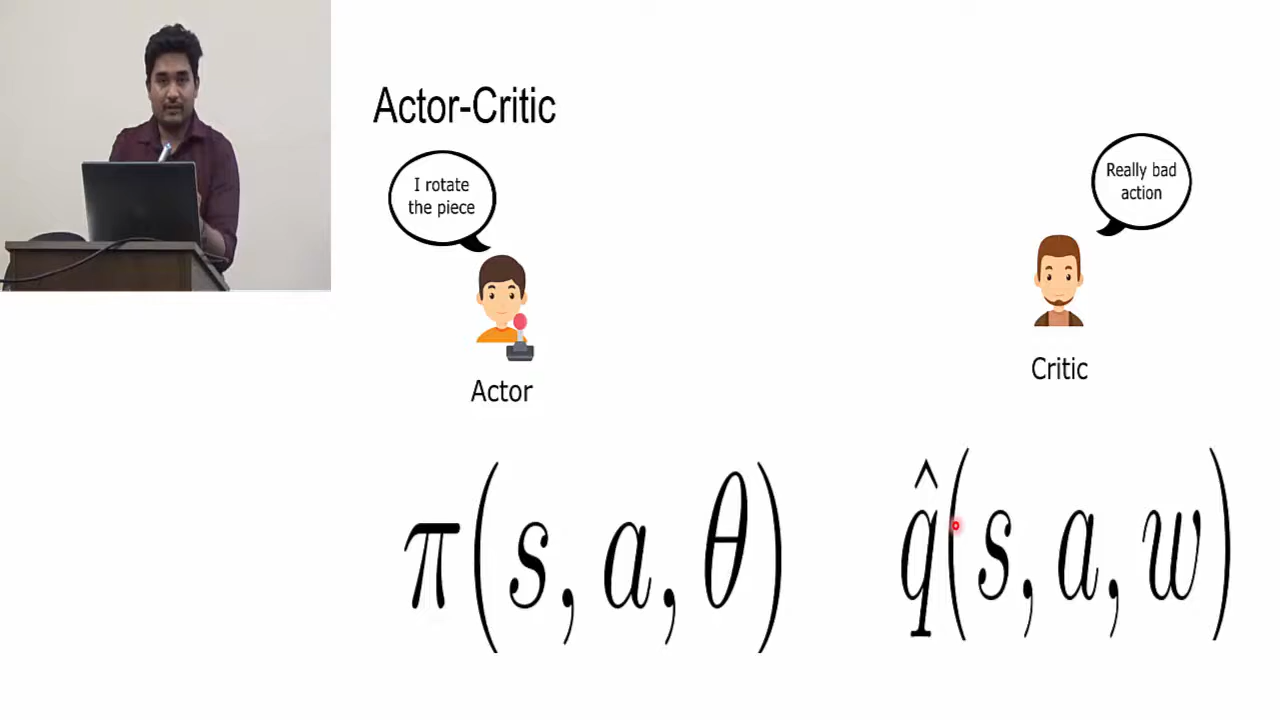 Actor-Critic
I rotate
the piece
Really bad
action
Actor
Critic
π(s, a, θ)
q̂(s, a, w)